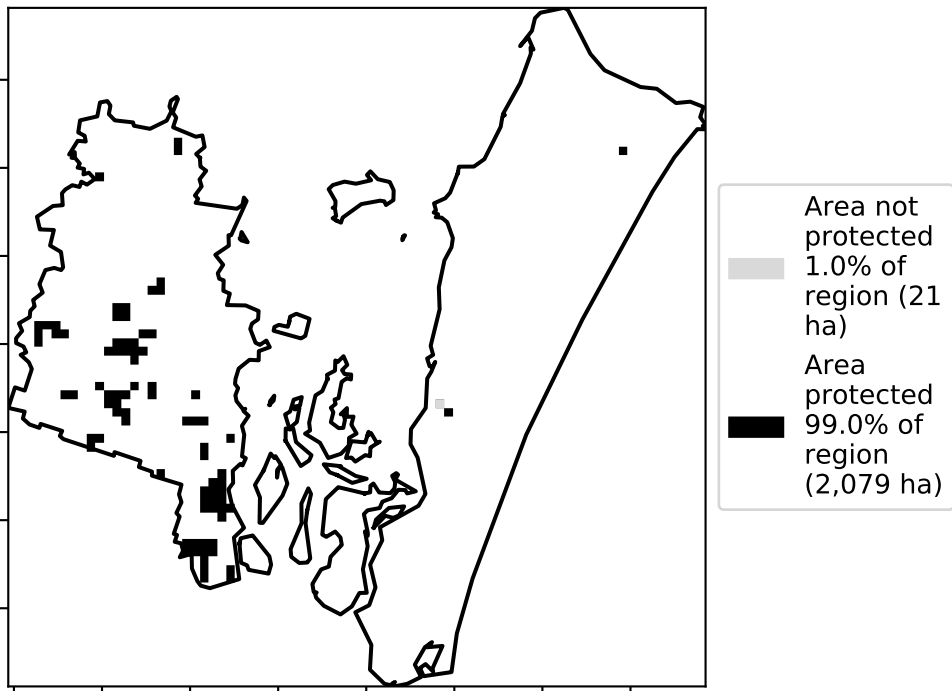 Area not
protected
1.0% of
region (21
ha)
Area
protected
99.0% of
region
(2,079 ha)